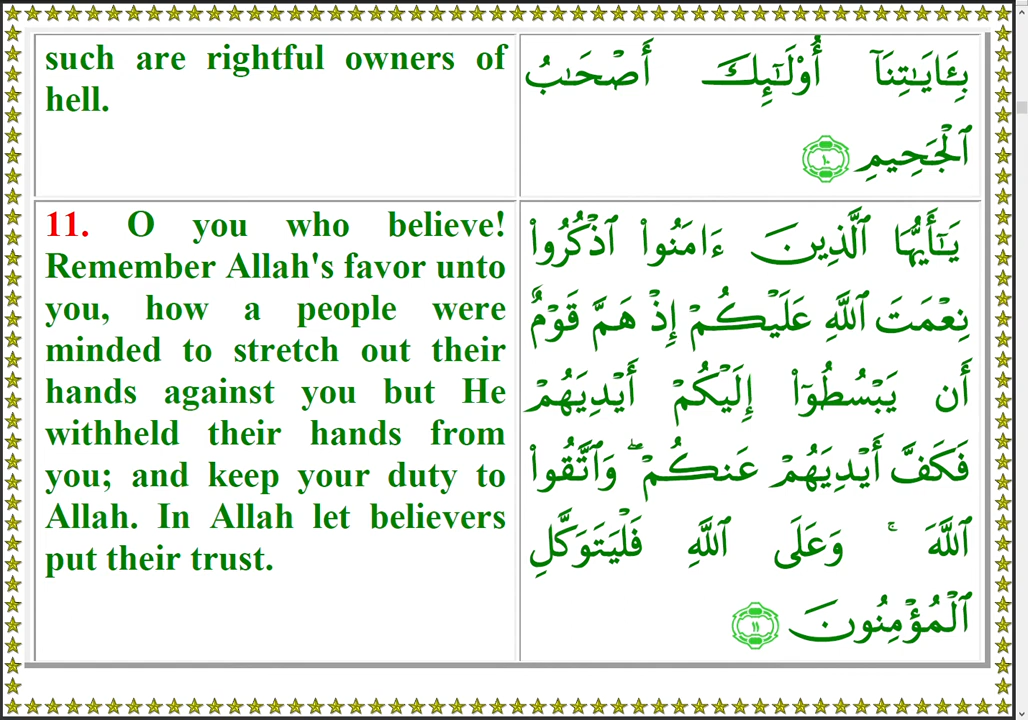 such are rightful owners of
hell.
بِـَٔايَـٰتِنَآ أُو۟لَـٰٓئِكَ أَصْحَـٰبُ
ٱلْجَحِيمِ ١٠
11. O you who believe!
Remember Allah's favor unto
you, how a people were
minded to stretch out their
hands against you but He
withheld their hands from
you; and keep your duty to
Allah. In Allah let believers
put their trust.
يَـٰٓأَيُّهَا ٱلَّذِينَ ءَامَنُوا۟ ٱذْكُرُوا۟
نِعْمَتَ ٱللَّهِ عَلَيْكُمْ إِذْ هَمَّ قَوْمٌ
أَن يَبْسُطُوٓا۟ إِلَيْكُمْ أَيْدِيَهُمْ
فَكَفَّ أَيْدِيَهُمْ عَنكُمْ ۖ وَٱتَّقُوا۟
ٱللَّهَ ۚ وَعَلَى ٱللَّهِ فَلْيَتَوَكَّلِ
ٱلْمُؤْمِنُونَ ١١